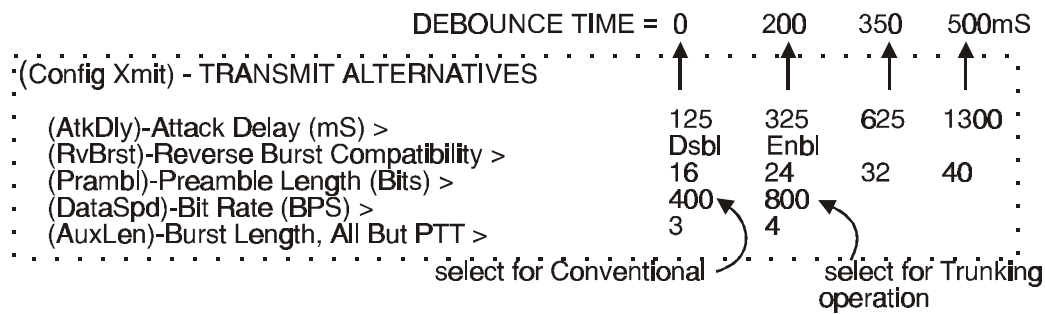 DEBOUNCE TIME = 0 200 350 500mS
(Config Xmit) - TRANSMIT ALTERNATIVES
(AtkDly)-Attack Delay (mS) > 125 325 625 1300
(RvBrst)-Reverse Burst Compatibility > Dsbl Enbl
(Prambl)-Preamble Length (Bits) > 16 24 32 40
(DataSpd)-Bit Rate (BPS) > 400 800
(AuxLen)-Burst Length, All But PTT > 3 4
select for Conventional
select for Trunking
operation